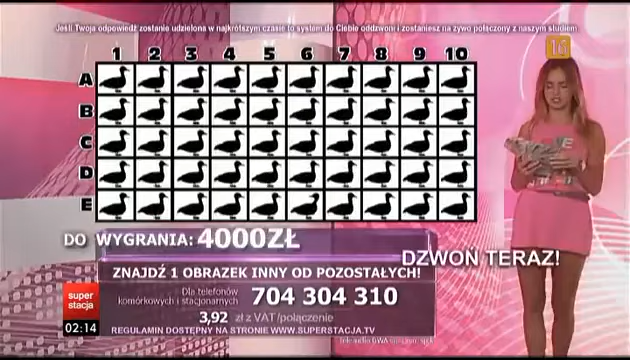 Jeśli Twoja odpowiedź zostanie udzielona w najkrótszym czasie to system do Ciebie oddzwoni i zostaniesz na żywo połączony z naszym studiem
16
1 2 3 4 5 6 7 8 9 10
A
B
C
D
E
DO WYGRANIA: 4000ZŁ
DZWOŃ TERAZ!
ZNAJDŹ 1 OBRAZEK INNY OD POZOSTAŁYCH!
Dla telefonów
komórkowych i stacjonarnych
704 304 310
3,92 zł z VAT/połączenie
super
stacja
02:14
REGULAMIN DOSTĘPNY NA STRONIE WWW.SUPERSTACJA.TV